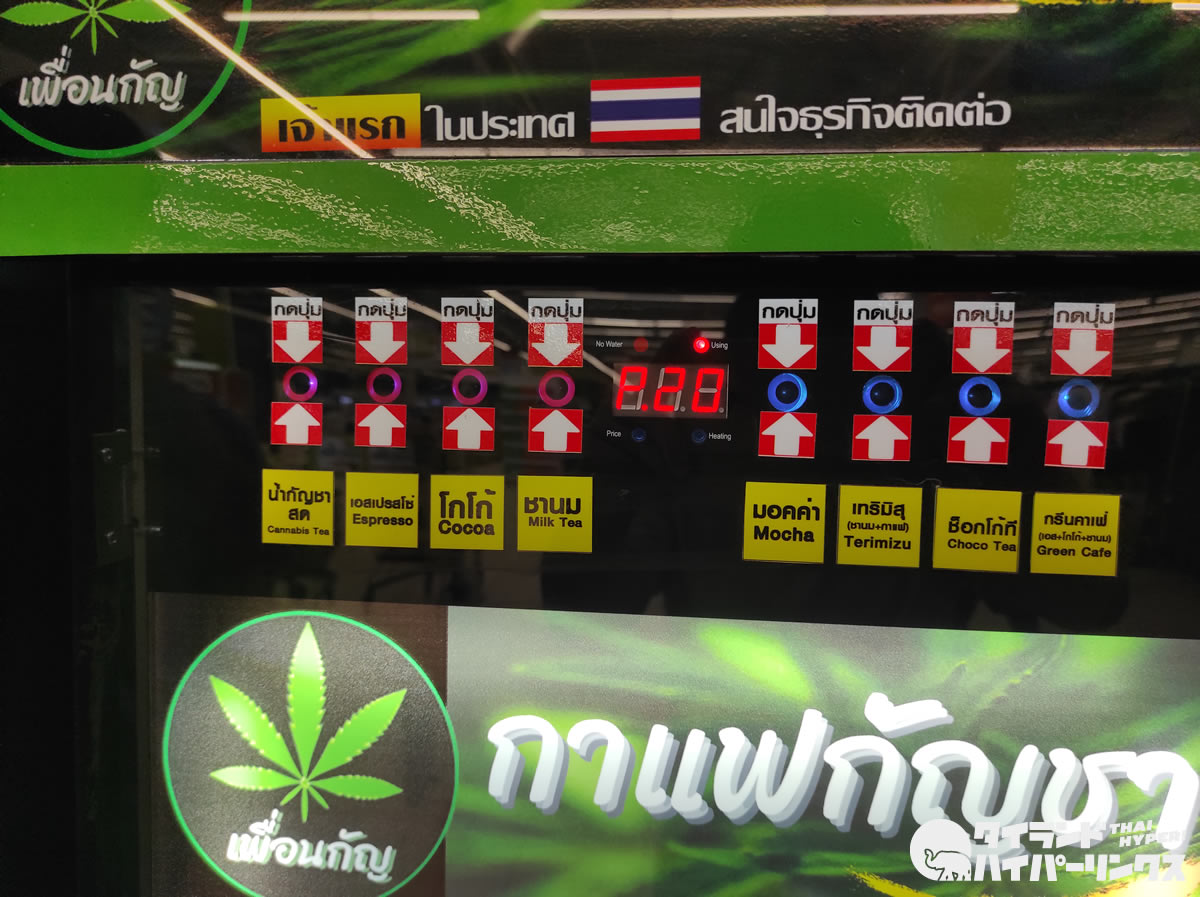 เพื่อนกัญ
เจ้าแรก ในประเทศ สนใจธุรกิจติดต่อ
กดปุ่ม กดปุ่ม กดปุ่ม กดปุ่ม กดปุ่ม กดปุ่ม กดปุ่ม กดปุ่ม
No Water Using
P.20
Price Heating
น้ำกัญชา
สด
Cannabis Tea
เอสเปรสโซ่
Espresso
โกโก้
Cocoa
ชานม
Milk Tea
มอคค่า
Mocha
เทริมิสุ
(ชานม+กาแฟ)
Terimizu
ช็อกโก้ที
Choco Tea
กรีนคาเฟ่
(เอส+โกโก้+ชานม)
Green Cafe
กาแฟกัญชา
เพื่อนกัญ
タイランド THAI
ハイパーリンクス HYPER